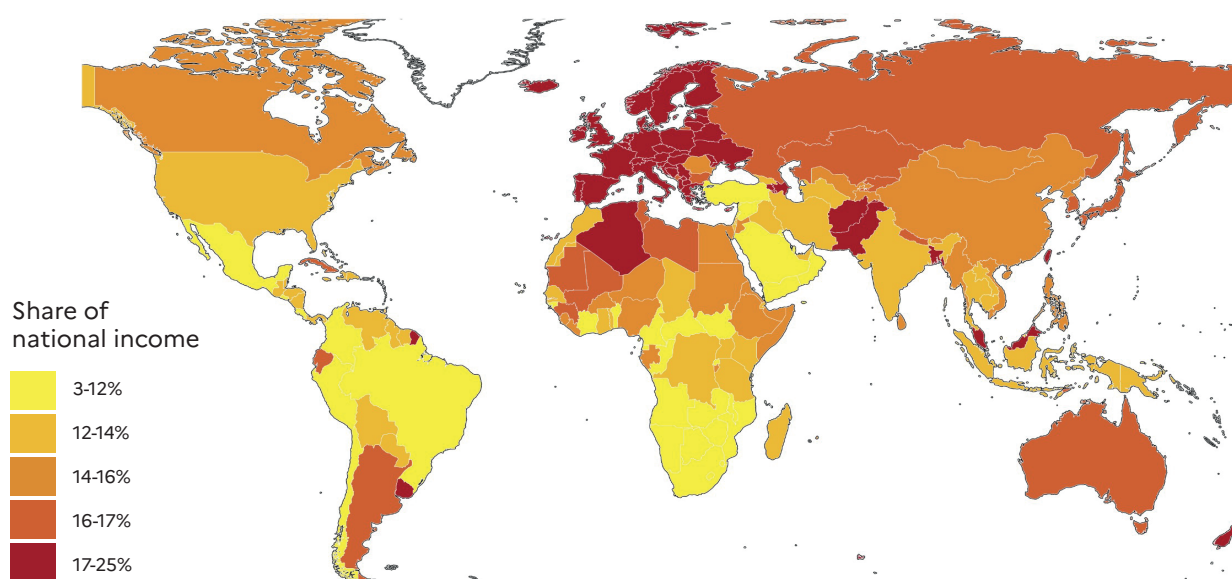 Share of
national income
3-12%
12-14%
14-16%
16-17%
17-25%